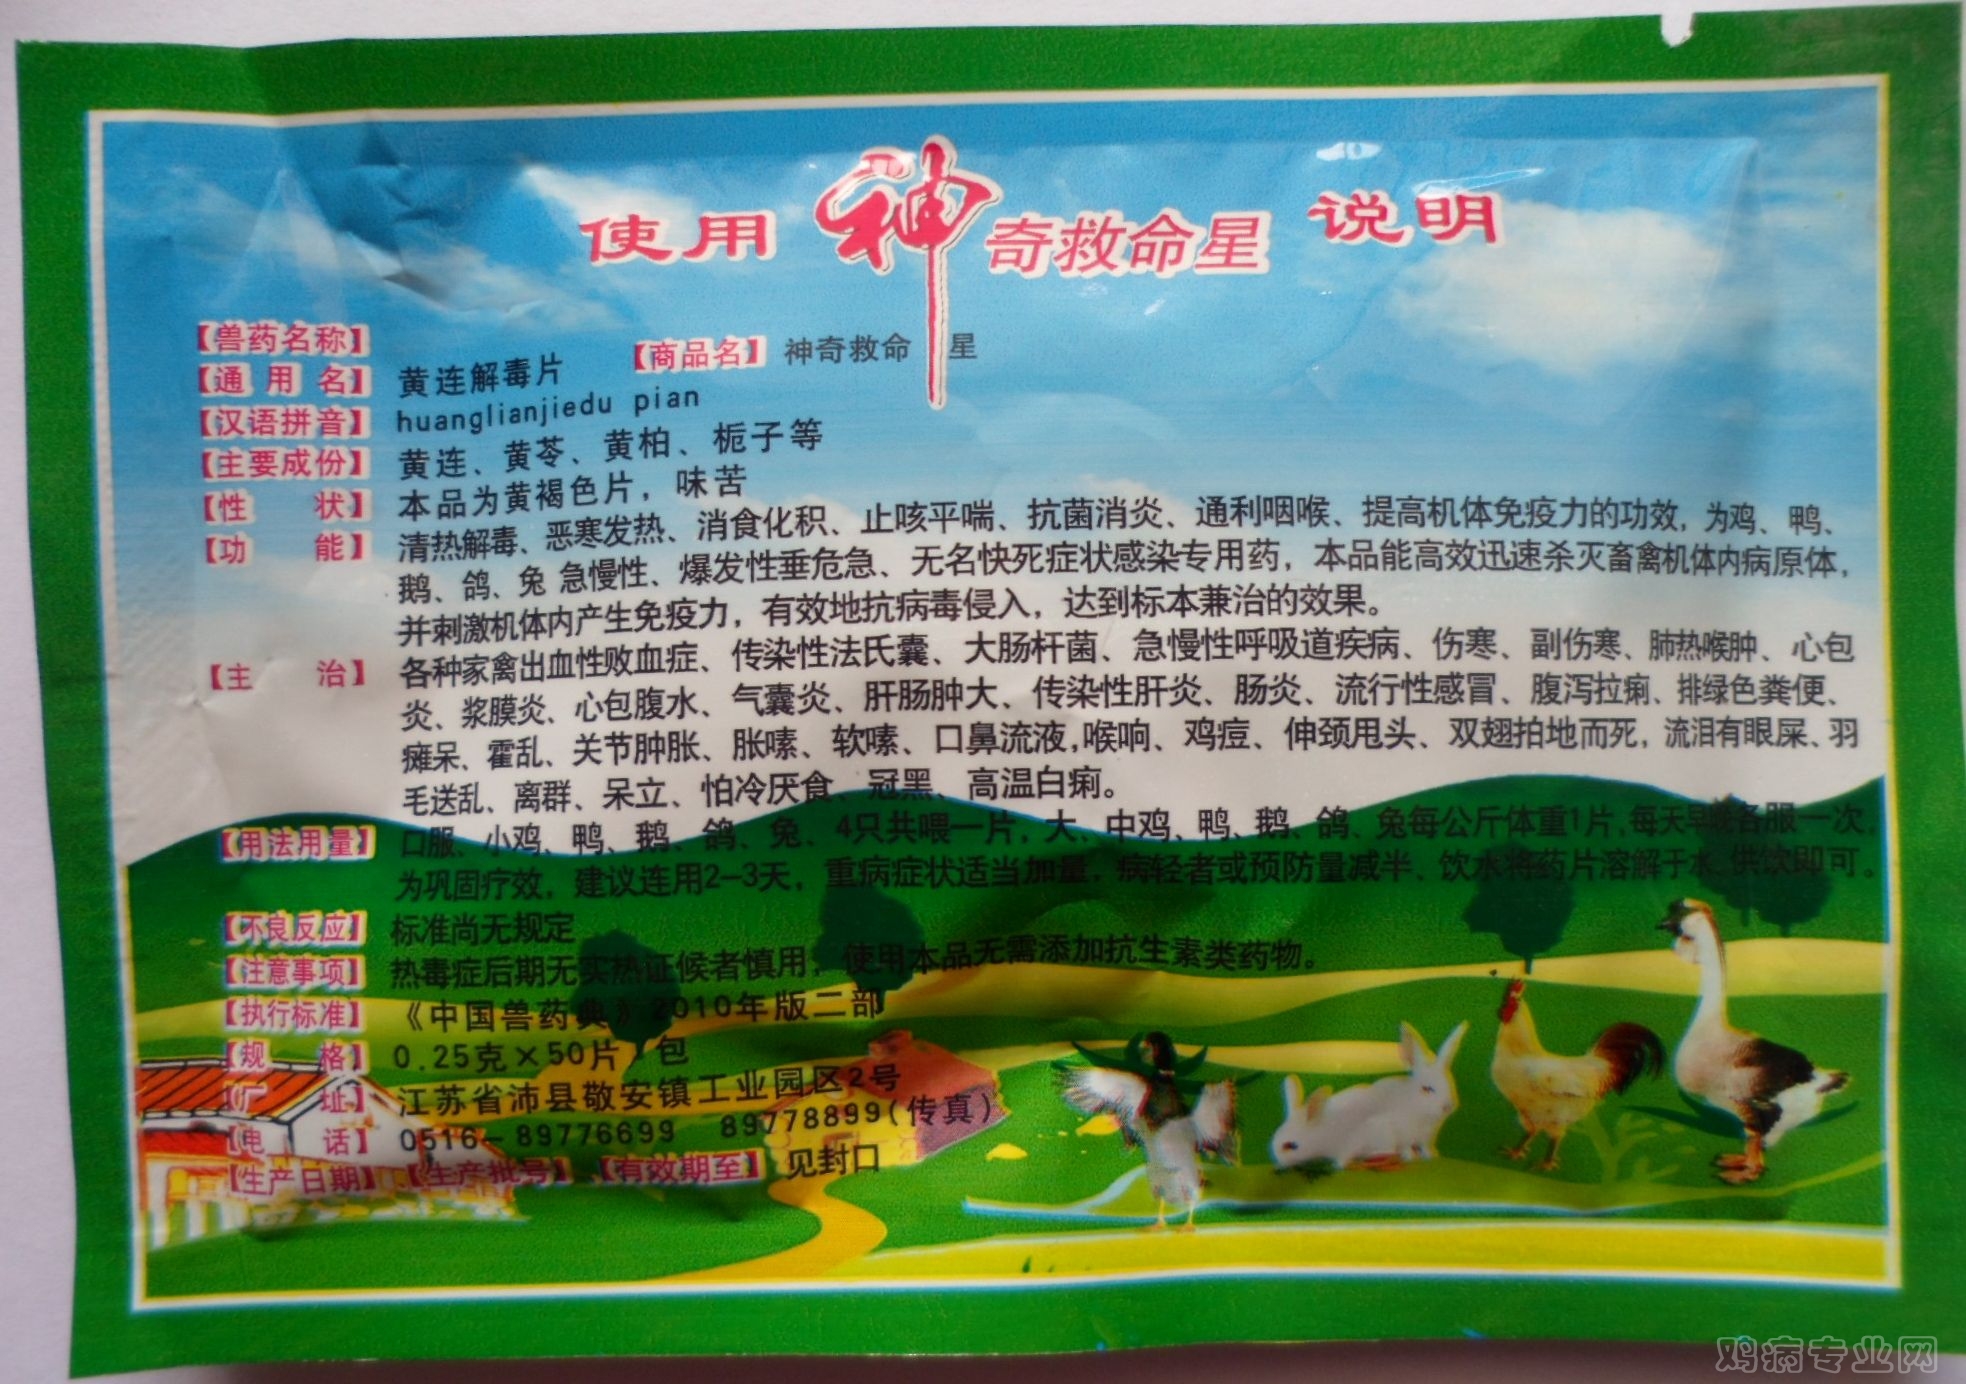 使用 神奇救命星 说明
【兽药名称】
【通用名】 黄连解毒片 【商品名】 神奇救命星
【汉语拼音】 huanglianjiedu pian
【主要成份】 黄连、黄芩、黄柏、栀子等
【性状】 本品为黄褐色片，味苦
【功能】 清热解毒、恶寒发热、消食化积、止咳平喘、抗菌消炎、通利咽喉、提高机体免疫力的功效，为鸡、鸭、
鹅、鸽、兔 急慢性、爆发性垂危急、无名快死症状感染专用药，本品能高效迅速杀灭畜禽机体内病原体，
并刺激机体内产生免疫力，有效地抗病毒侵入，达到标本兼治的效果。
【主治】 各种家禽出血性败血症、传染性法氏囊、大肠杆菌、急慢性呼吸道疾病、伤寒、副伤寒、肺热喉肿、心包
炎、浆膜炎、心包腹水、气囊炎、肝肠肿大、传染性肝炎、肠炎、流行性感冒、腹泻拉痢、排绿色粪便、
瘫呆、霍乱、关节肿胀、胀嗉、软嗉、口鼻流液，喉响、鸡痘、伸颈甩头、双翅拍地而死，流泪有眼屎、羽
毛送乱、离群、呆立、怕冷厌食、冠黑、高温白痢。
【用法用量】 口服、小鸡、鸭、鹅、鸽、兔、4只共喂一片，大、中鸡、鸭、鹅、鸽、兔每公斤体重1片，每天早晚各服一次，
为巩固疗效，建议连用2—3天，重病症状适当加量，病轻者或预防量减半、饮水将药片溶解于水、供饮即可。
【不良反应】 标准尚无规定
【注意事项】 热毒症后期无实热证候者慎用，使用本品无需添加抗生素类药物。
【执行标准】 《中国兽药典》2010年版二部
【规格】 0.25克×50片/包
【厂址】 江苏省沛县敬安镇工业园区2号
【电话】 0516-89776699 89778899(传真)
【生产日期】【生产批号】【有效期至】 见封口
鸡病专业网